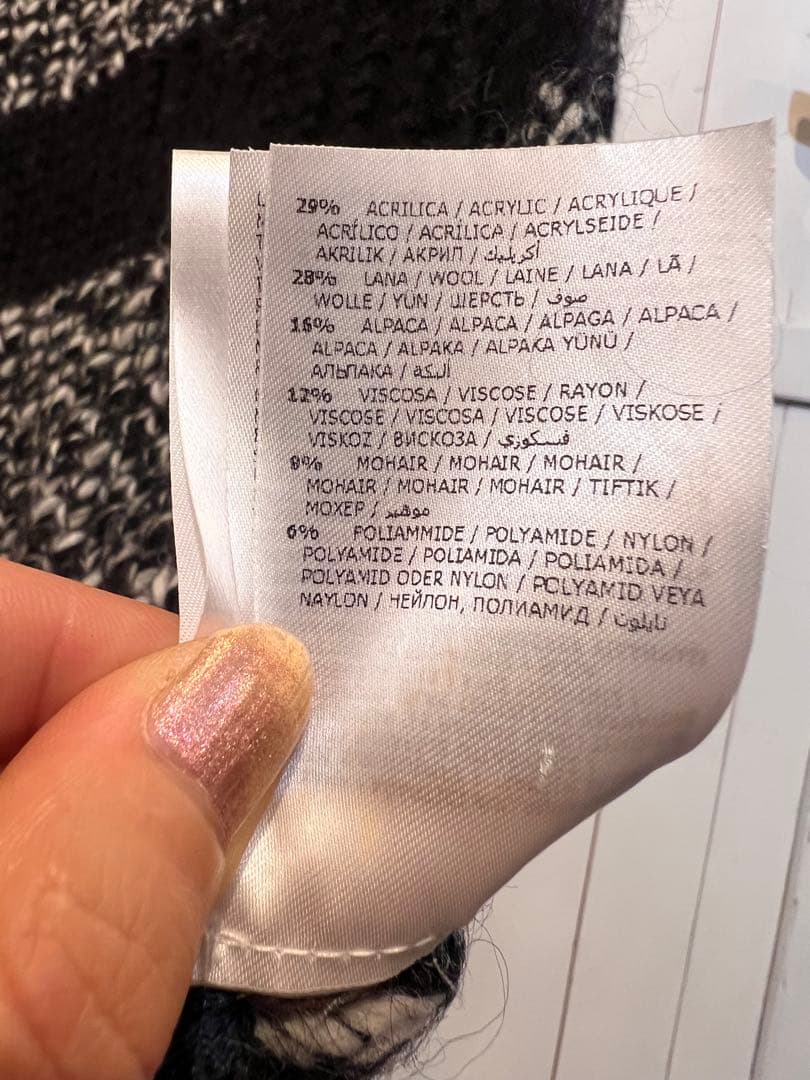 29% ACRILICA / ACRYLIC / ACRYLIQUE /
ACRÍLICO / ACRÍLICA / ACRYLSEIDE /
AKRILIK / АКРИЛ / أكريليك
28% LANA / WOOL / LAINE / LANA / LÃ /
WOLLE / YÜN / ШЕРСТЬ / صوف
16% ALPACA / ALPACA / ALPAGA / ALPACA /
ALPACA / ALPAKA / ALPAKA YÜNÜ /
АЛЬПАКА / البكة
12% VISCOSA / VISCOSE / RAYON /
VISCOSE / VISCOSA / VISCOSE / VISKOSE /
VISKOZ / ВИСКОЗА / فسكوزي
9% MOHAIR / MOHAIR / MOHAIR /
MOHAIR / MOHAIR / MOHAIR / TIFTIK /
МОХЕР / موهير
6% POLIAMMIDE / POLYAMIDE / NYLON /
POLYAMIDE / POLIAMIDA / POLIAMIDA /
POLYAMID ODER NYLON / POLYAMID VEYA
NAYLON / НЕЙЛОН, ПОЛИАМИД / نايلون